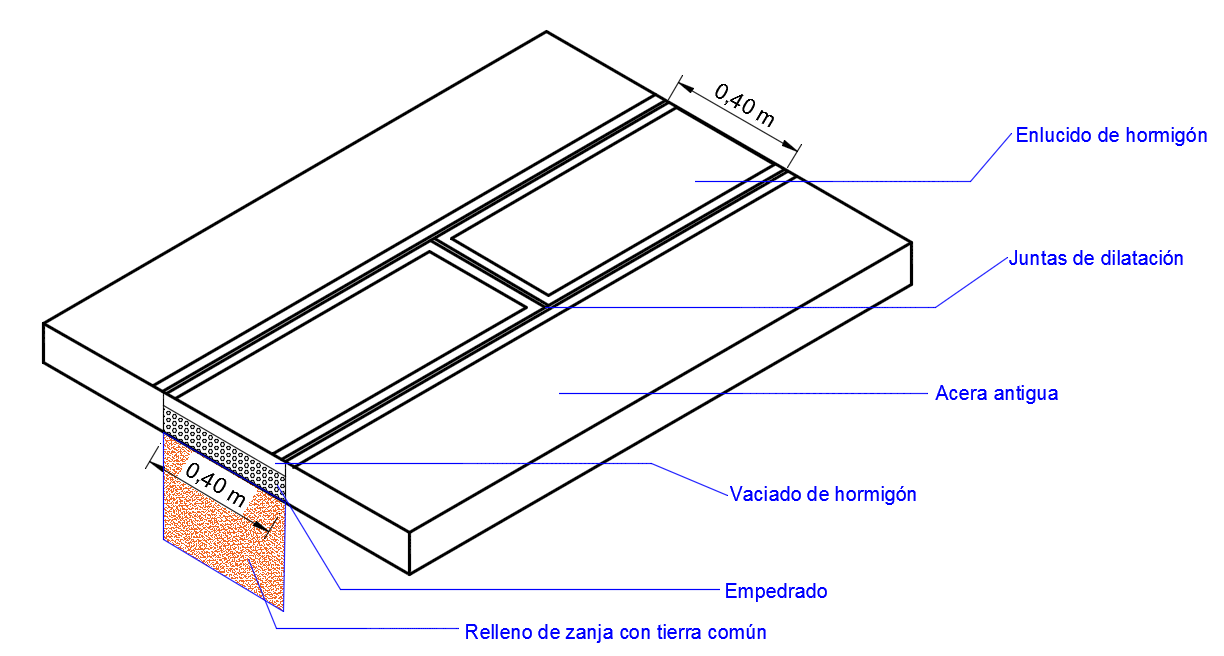 0,40 m
Enlucido de hormigón
Juntas de dilatación
Acera antigua
0,40 m
Vaciado de hormigón
Empedrado
Relleno de zanja con tierra común